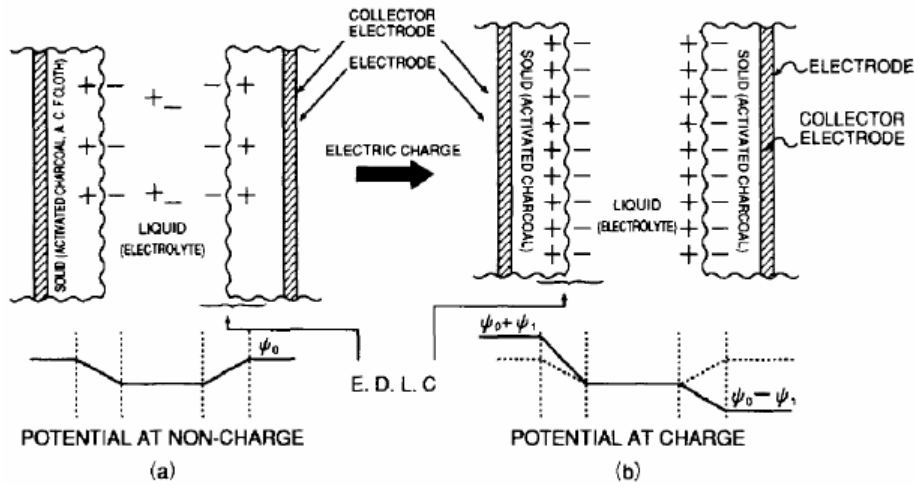 COLLECTOR
ELECTRODE
ELECTRODE
SOLID (ACTIVATED CHARCOAL, A. C. F CLOTH)
+ − + − − +
+ − − +
+ − + − − +
LIQUID
(ELECTROLYTE)
ELECTRIC CHARGE
SOLID (ACTIVATED CHARCOAL)
+ − + −
+ − + −
+ − + −
+ − + −
+ − + −
+ − + −
+ − + −
+ − + −
+ − + −
LIQUID
(ELECTROLYTE)
SOLID (ACTIVATED CHARCOAL)
ELECTRODE
COLLECTOR
ELECTRODE
ψ₀
E. D. L. C
ψ₀+ ψ₁
ψ₀− ψ₁
POTENTIAL AT NON-CHARGE
(a)
POTENTIAL AT CHARGE
(b)